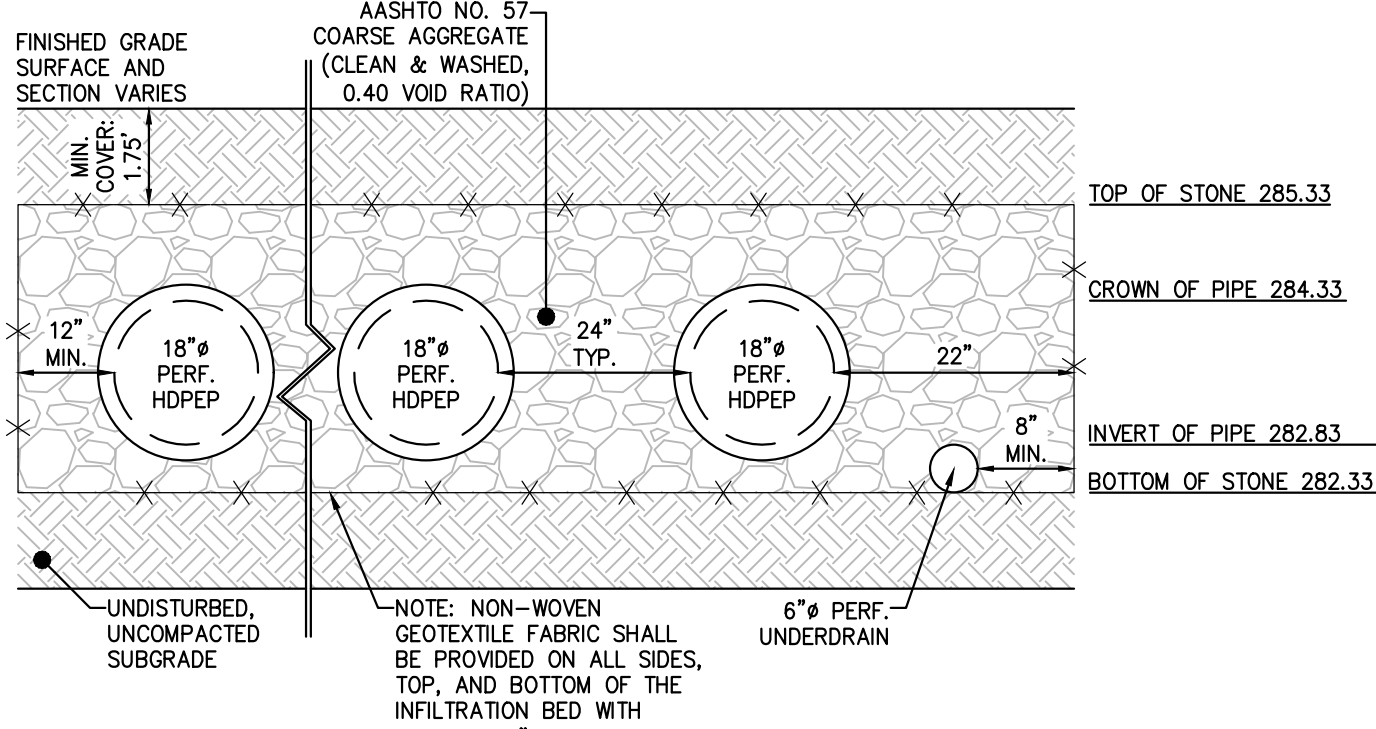 AASHTO NO. 57
COARSE AGGREGATE
(CLEAN & WASHED,
0.40 VOID RATIO)
FINISHED GRADE
SURFACE AND
SECTION VARIES
MIN.
COVER:
1.75'
TOP OF STONE 285.33
CROWN OF PIPE 284.33
12"
MIN.
18"ø
PERF.
HDPEP
18"ø
PERF.
HDPEP
24"
TYP.
18"ø
PERF.
HDPEP
22"
8"
MIN.
INVERT OF PIPE 282.83
BOTTOM OF STONE 282.33
UNDISTURBED,
UNCOMPACTED
SUBGRADE
NOTE: NON-WOVEN
GEOTEXTILE FABRIC SHALL
BE PROVIDED ON ALL SIDES,
TOP, AND BOTTOM OF THE
INFILTRATION BED WITH
6"ø PERF.
UNDERDRAIN